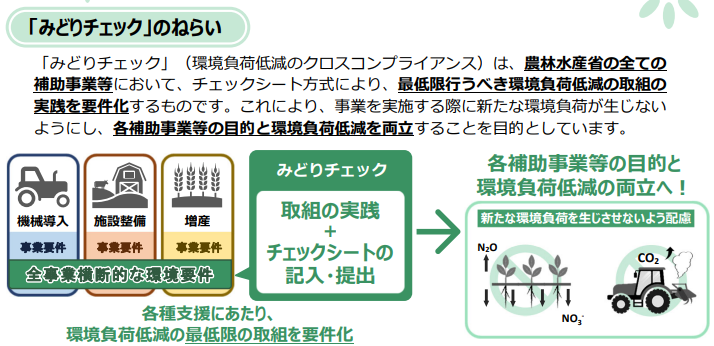 「みどりチェック」のねらい
「みどりチェック」（環境負荷低減のクロスコンプライアンス）は、農林水産省の全ての
補助事業等において、チェックシート方式により、最低限行うべき環境負荷低減の取組の
実践を要件化するものです。これにより、事業を実施する際に新たな環境負荷が生じない
ようにし、各補助事業等の目的と環境負荷低減を両立することを目的としています。
機械導入
事業要件
施設整備
事業要件
増産
事業要件
全事業横断的な環境要件
みどりチェック
取組の実践
+
チェックシートの
記入・提出
各種支援にあたり、
環境負荷低減の最低限の取組を要件化
各補助事業等の目的と
環境負荷低減の両立へ！
新たな環境負荷を生じさせないよう配慮
N₂O
NO₃⁻
CO₂